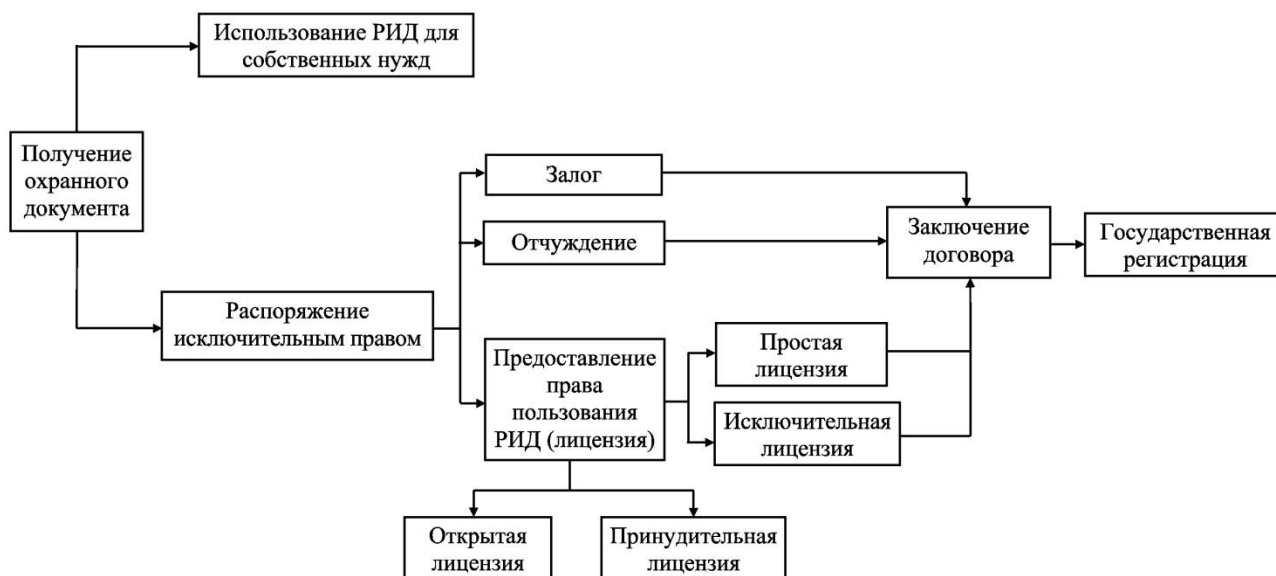 Использование РИД для
собственных нужд
Получение
охранного
документа
Залог
Отчуждение
Заключение
договора
Государственная
регистрация
Распоряжение
исключительным правом
Предоставление
права
пользования
РИД (лицензия)
Простая
лицензия
Исключительная
лицензия
Открытая
лицензия
Принудительная
лицензия